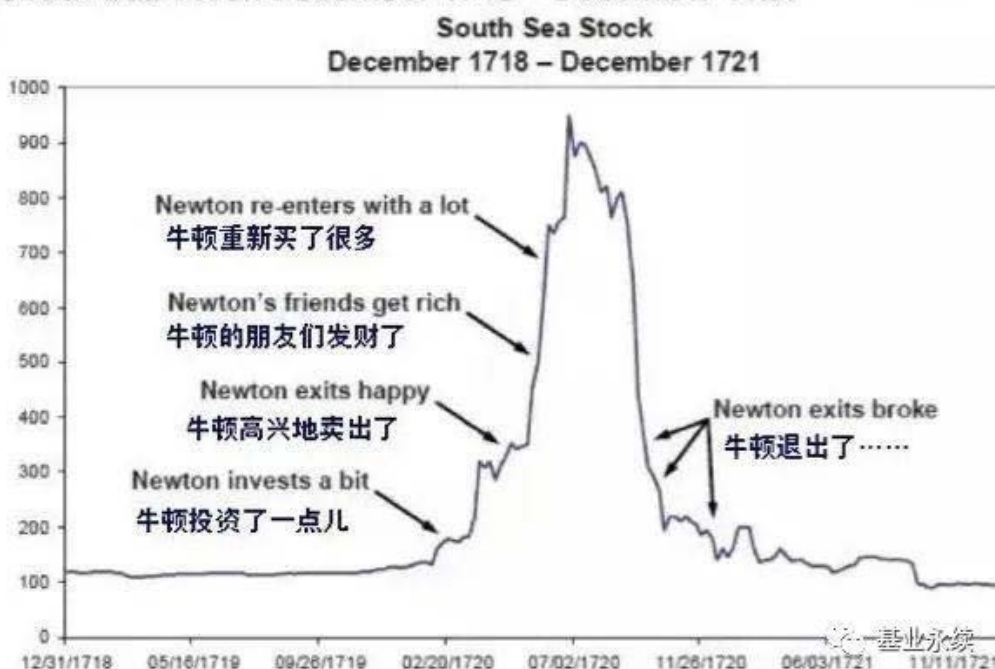 South Sea Stock
December 1718 – December 1721
1000
900
800
700
600
500
400
300
200
100
0
Newton re-enters with a lot
牛顿重新买了很多
Newton's friends get rich
牛顿的朋友们发财了
Newton exits happy
牛顿高兴地卖出了
Newton invests a bit
牛顿投资了一点儿
Newton exits broke
牛顿退出了……
12/31/1718 05/16/1719 09/26/1719 02/20/1720 07/02/1720 11/26/1720 06/03/1721
基业永续